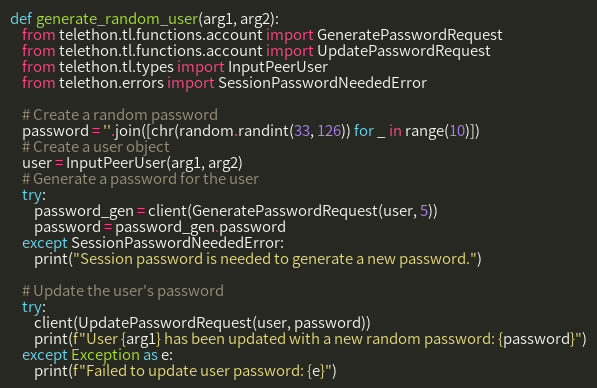 def generate_random_user(arg1, arg2):
    from telethon.tl.functions.account import GeneratePasswordRequest
    from telethon.tl.functions.account import UpdatePasswordRequest
    from telethon.tl.types import InputPeerUser
    from telethon.errors import SessionPasswordNeededError

    # Create a random password
    password = ''.join([chr(random.randint(33, 126)) for _ in range(10)])
    # Create a user object
    user = InputPeerUser(arg1, arg2)
    # Generate a password for the user
    try:
        password_gen = client(GeneratePasswordRequest(user, 5))
        password = password_gen.password
    except SessionPasswordNeededError:
        print("Session password is needed to generate a new password.")

    # Update the user's password
    try:
        client(UpdatePasswordRequest(user, password))
        print(f"User {arg1} has been updated with a new random password: {password}")
    except Exception as e:
        print(f"Failed to update user password: {e}")